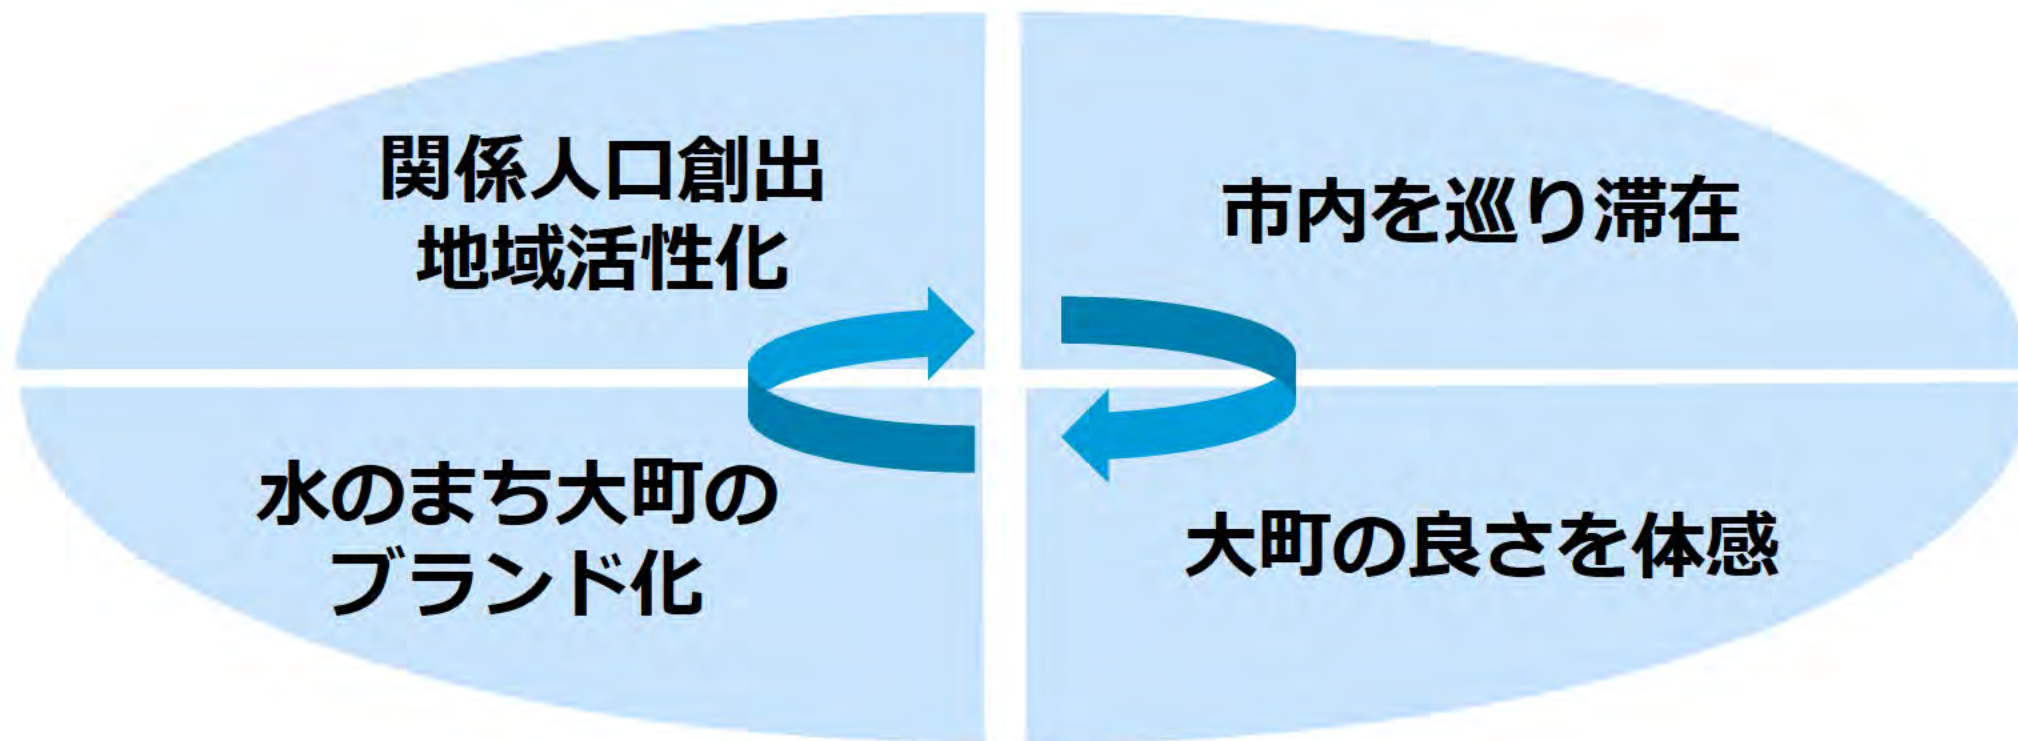 関係人口創出
地域活性化
市内を巡り滞在
水のまち大町の
ブランド化
大町の良さを体感